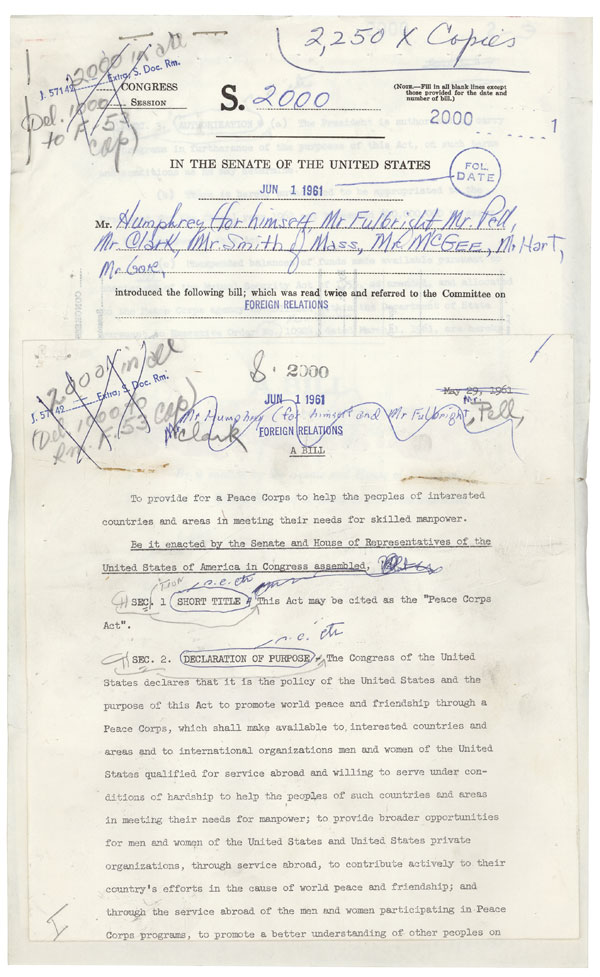 2,250 X Copies
2000 in all
J. 57142 Extra, S. Doc. Rm.
CONGRESS
SESSION
(Del. 1000
to F. 53
cap)
S. 2000
(NOTE.—Fill in all blank lines except
those provided for the date and
number of bill.)
2000 1
IN THE SENATE OF THE UNITED STATES
JUN 1 1961
FOL.
DATE
Mr. Humphrey (for himself, Mr. Fulbright, Mr. Pell,
Mr. Clark, Mr. Smith of Mass, Mr. McGEE, Mr. Hart,
Mr. Gore,
introduced the following bill; which was read twice and referred to the Committee on
FOREIGN RELATIONS
2000 in all
J. 57142 Extra, S. Doc. Rm.
(Del. 1000 to
Rm F. 53 cap)
S. 2000
JUN 1 1961
May 29, 1961
Mr. Humphrey (for himself and Mr Fulbright, Mr. Pell,
Mr Clark
FOREIGN RELATIONS
A BILL
To provide for a Peace Corps to help the peoples of interested
countries and areas in meeting their needs for skilled manpower.
Be it enacted by the Senate and House of Representatives of the
United States of America in Congress assembled,
SEC. 1 SHORT TITLE This Act may be cited as the "Peace Corps
Act".
SEC. 2. DECLARATION OF PURPOSE The Congress of the United
States declares that it is the policy of the United States and the
purpose of this Act to promote world peace and friendship through a
Peace Corps, which shall make available to interested countries and
areas and to international organizations men and women of the United
States qualified for service abroad and willing to serve under con-
ditions of hardship to help the peoples of such countries and areas
in meeting their needs for manpower; to provide broader opportunities
for men and women of the United States and United States private
organizations, through service abroad, to contribute actively to their
country's efforts in the cause of world peace and friendship; and
through the service abroad of the men and women participating in Peace
Corps programs, to promote a better understanding of other peoples on